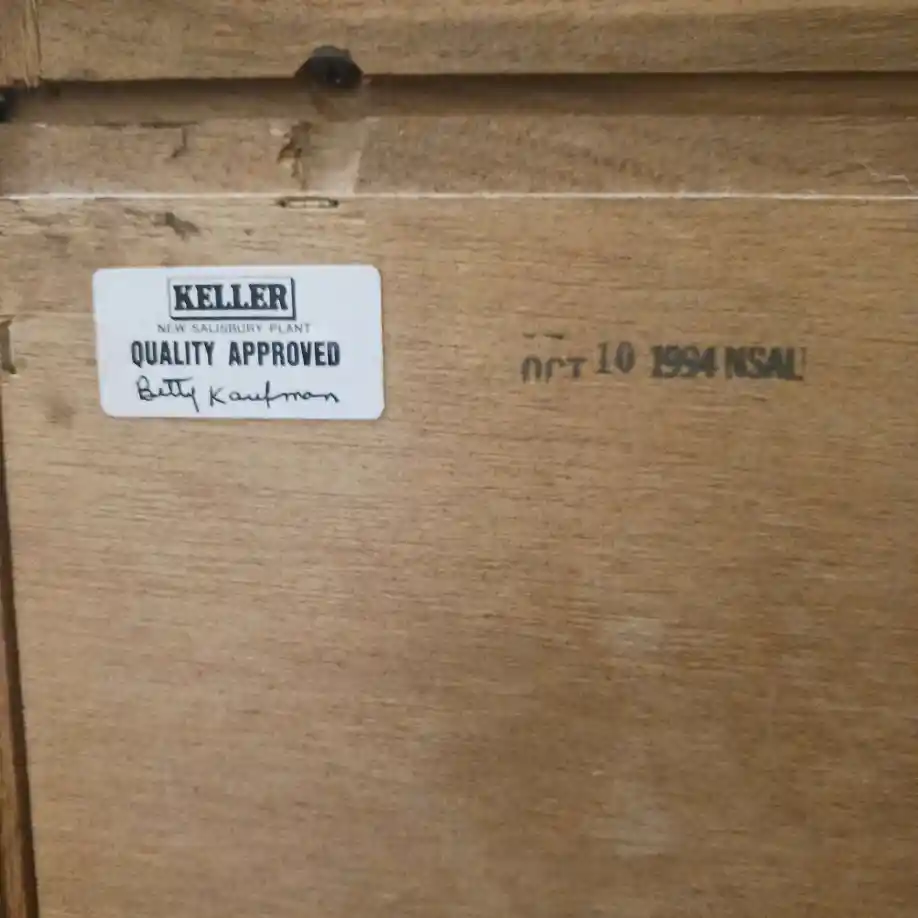 KELLER
NEW SALISBURY PLANT
QUALITY APPROVED
Betty Kaufman
OCT 10 1994 NSAU